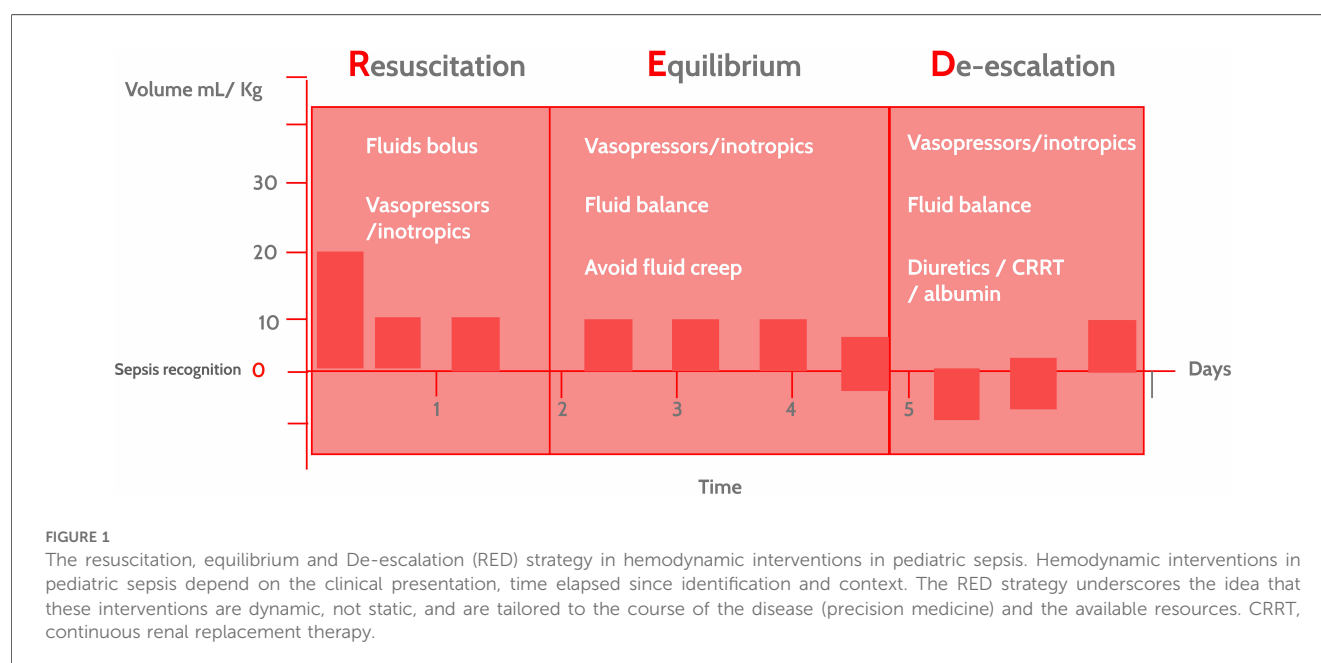 Resuscitation
Equilibrium
De-escalation
Volume mL/ Kg
30
20
10
Sepsis recognition 0
Fluids bolus
Vasopressors
/inotropics
Vasopressors/inotropics
Fluid balance
Avoid fluid creep
Vasopressors/inotropics
Fluid balance
Diuretics / CRRT
/ albumin
1
2
3
4
5
Days
Time
FIGURE 1
The resuscitation, equilibrium and De-escalation (RED) strategy in hemodynamic interventions in pediatric sepsis. Hemodynamic interventions in
pediatric sepsis depend on the clinical presentation, time elapsed since identification and context. The RED strategy underscores the idea that
these interventions are dynamic, not static, and are tailored to the course of the disease (precision medicine) and the available resources. CRRT,
continuous renal replacement therapy.